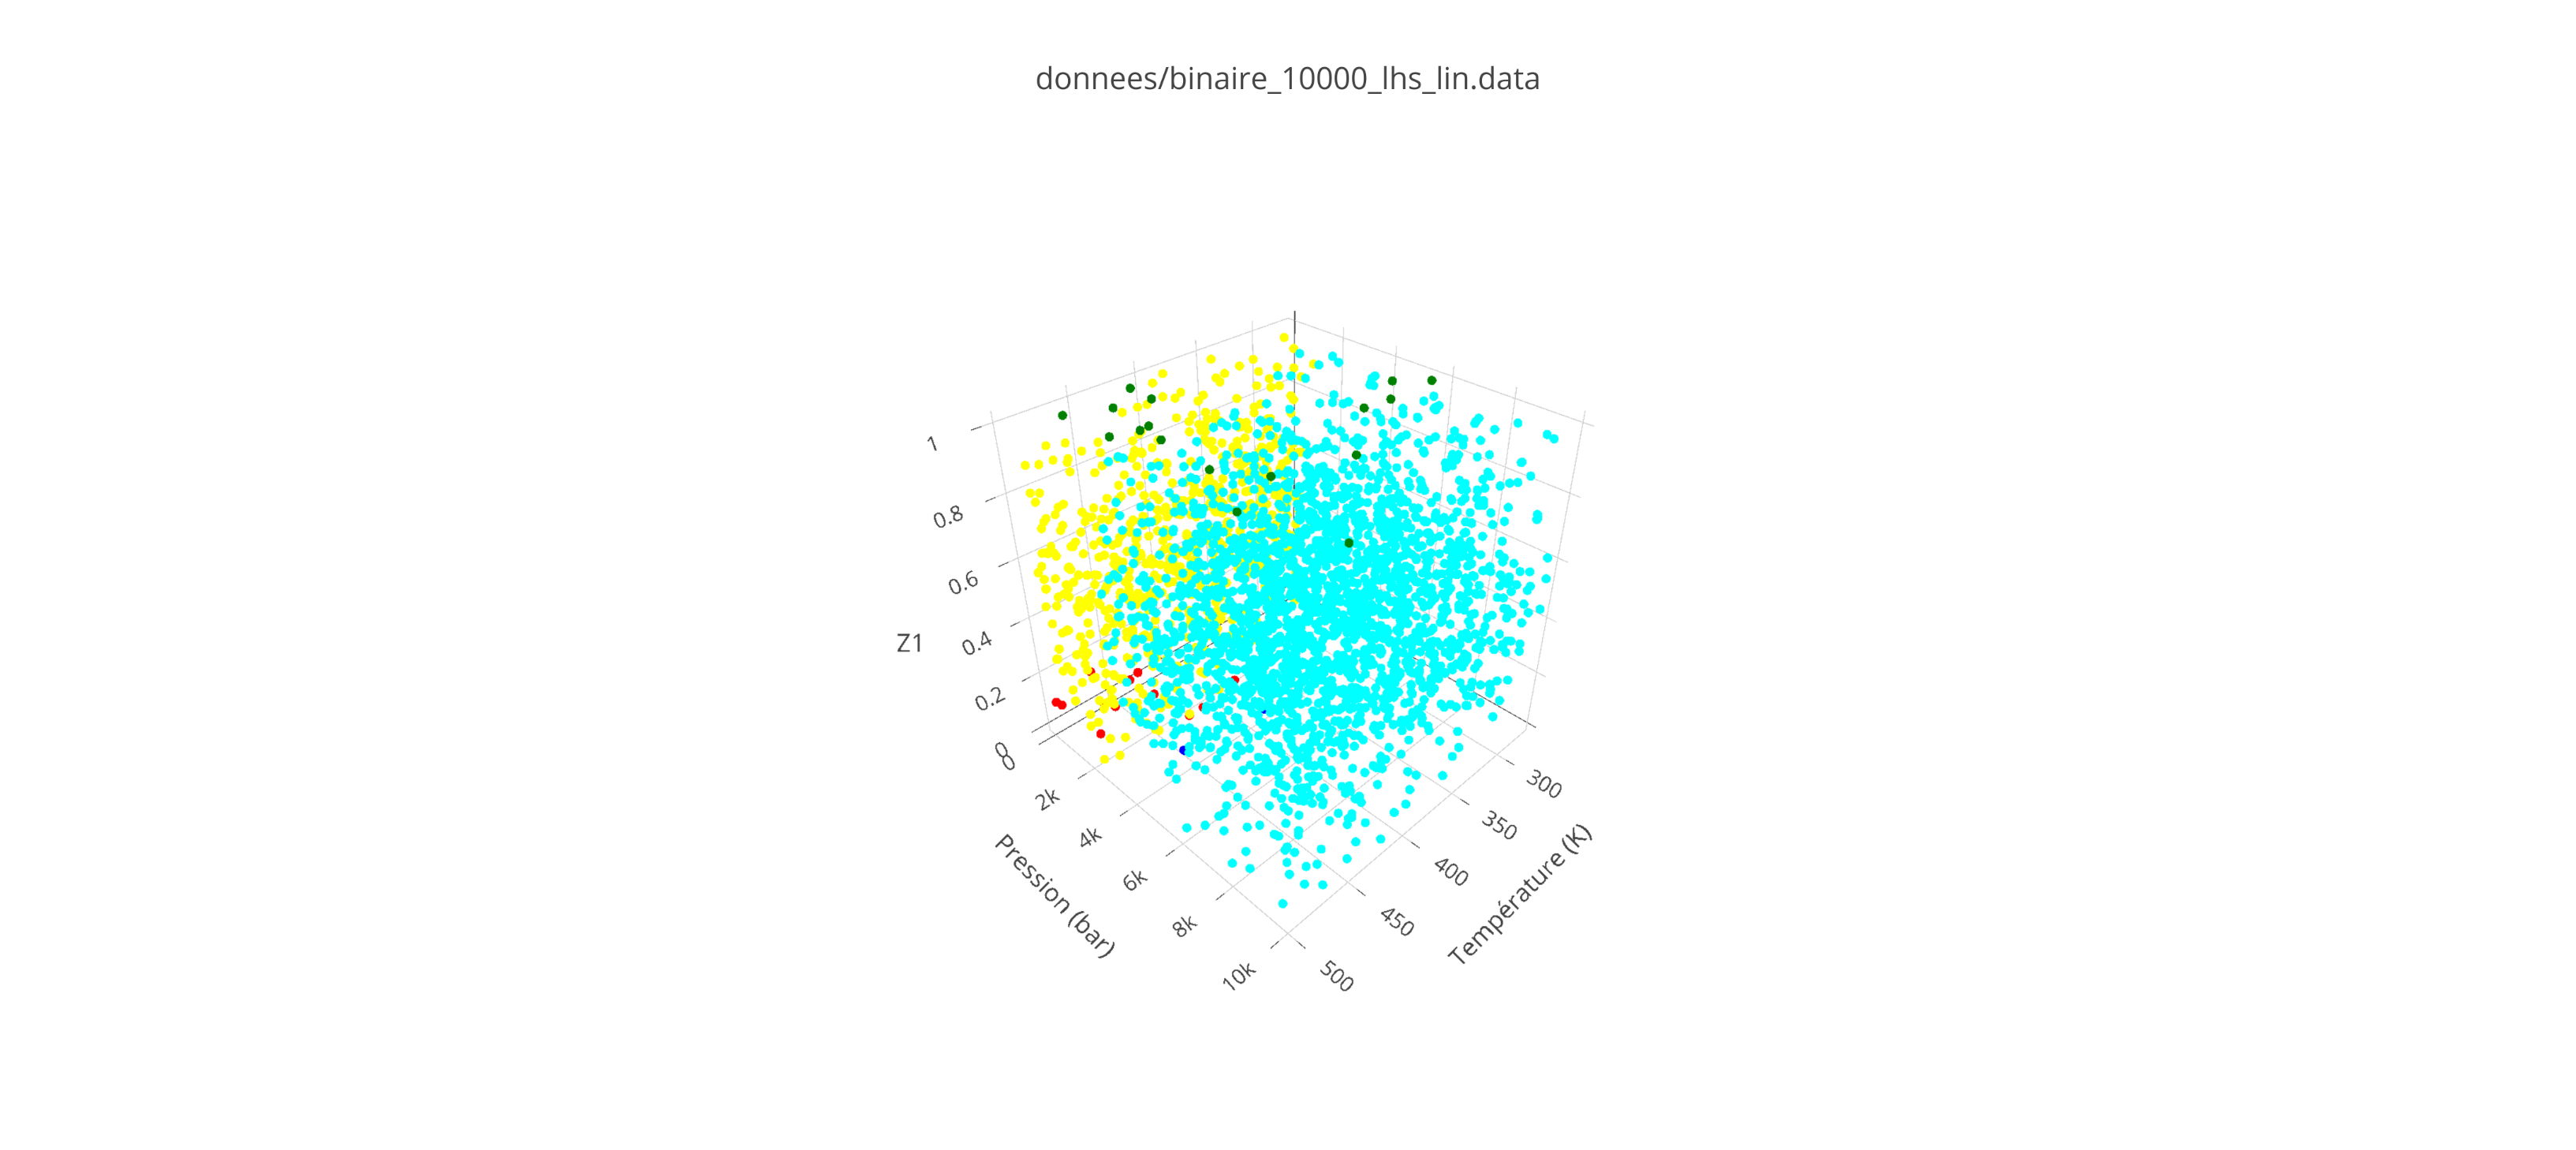 donnees/binaire_10000_lhs_lin.data
1
0.8
0.6
0.4
0.2
0
Z1
0
2k
4k
6k
8k
10k
Pression (bar)
300
350
400
450
500
Température (K)